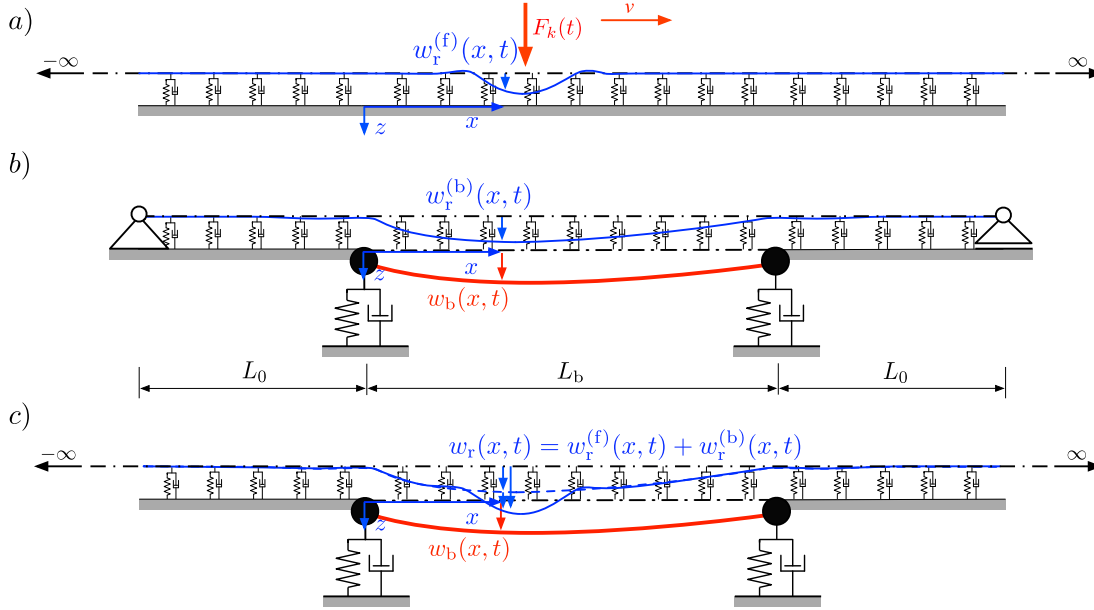 a)
F_k(t)
v
w_r^{(f)}(x, t)
−∞
∞
x
z
b)
w_r^{(b)}(x, t)
x
z
w_b(x, t)
L_0
L_b
L_0
c)
w_r(x, t) = w_r^{(f)}(x, t) + w_r^{(b)}(x, t)
−∞
∞
x
z
w_b(x, t)